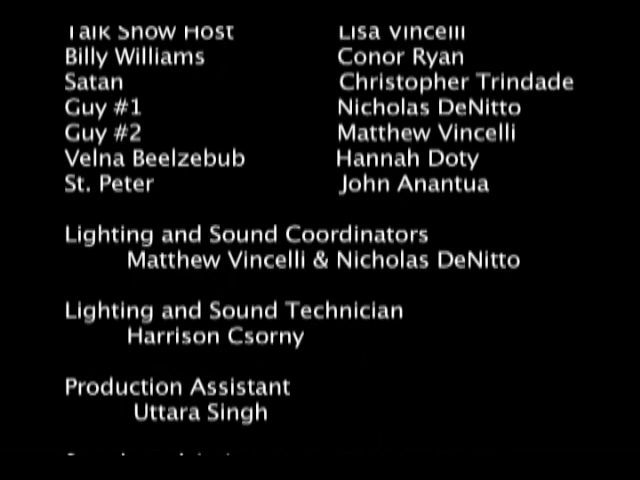 Talk Show Host Lisa Vincelli
Billy Williams Conor Ryan
Satan Christopher Trindade
Guy #1 Nicholas DeNitto
Guy #2 Matthew Vincelli
Velna Beelzebub Hannah Doty
St. Peter John Anantua
Lighting and Sound Coordinators
Matthew Vincelli & Nicholas DeNitto
Lighting and Sound Technician
Harrison Csorny
Production Assistant
Uttara Singh